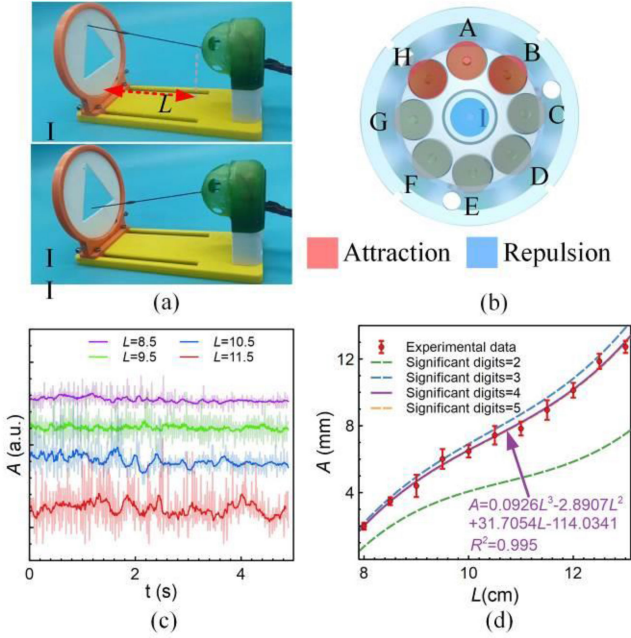 L
I
I
I
(a)
A
B
C
D
E
F
G
H
I
Attraction
Repulsion
(b)
L=8.5
L=10.5
L=9.5
L=11.5
A (a.u.)
0
2
4
t (s)
(c)
Experimental data
Significant digits=2
Significant digits=3
Significant digits=4
Significant digits=5
A (mm)
12
8
4
A=0.0926L³-2.8907L²
+31.7054L-114.0341
R²=0.995
8
10
12
L(cm)
(d)